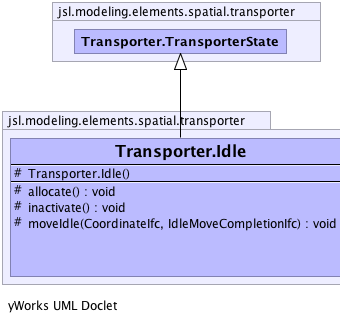 jsl.modeling.elements.spatial.transporter
Transporter.TransporterState
jsl.modeling.elements.spatial.transporter
Transporter.Idle
# Transporter.Idle()
# allocate() : void
# inactivate() : void
# moveIdle(CoordinateIfc, IdleMoveCompletionIfc) : void
yWorks UML Doclet